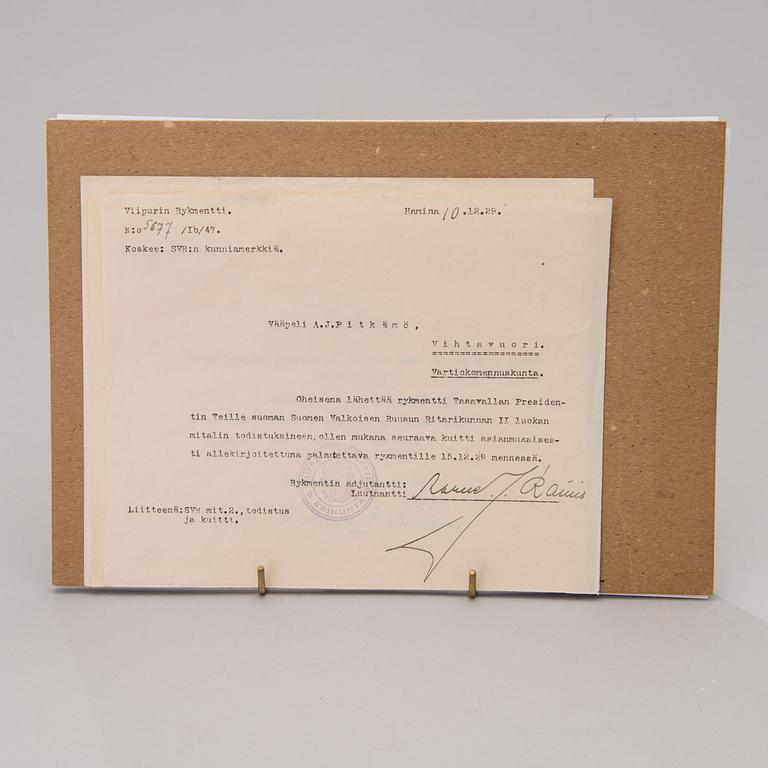 Viipurin Rykmentti.
Hamina 10.12.29.
N:o 5677 /Ib/47.
Koskee: SVR:n kunniamerkkiä.
Vääpeli A.J.P i t k ä m ö ,
V i h t a v u o r i.
Vartiokomennuskunta.
Oheisena lähettää rykmentti Tasavallan Presiden-
tin Teille suoman Suomen Valkoisen Ruusun Ritarikunnan II luokan
mitalin todistuksineen, ollen mukana seuraava kuitti asianmukaises-
ti allekirjoitettuna palautettava rykmentille 15.12.29 mennessä.
Rykmentin adjutantti:
Luutnantti
Liitteenä:SVR mit.2., todistus
ja kuitti.
ESIKUNTA